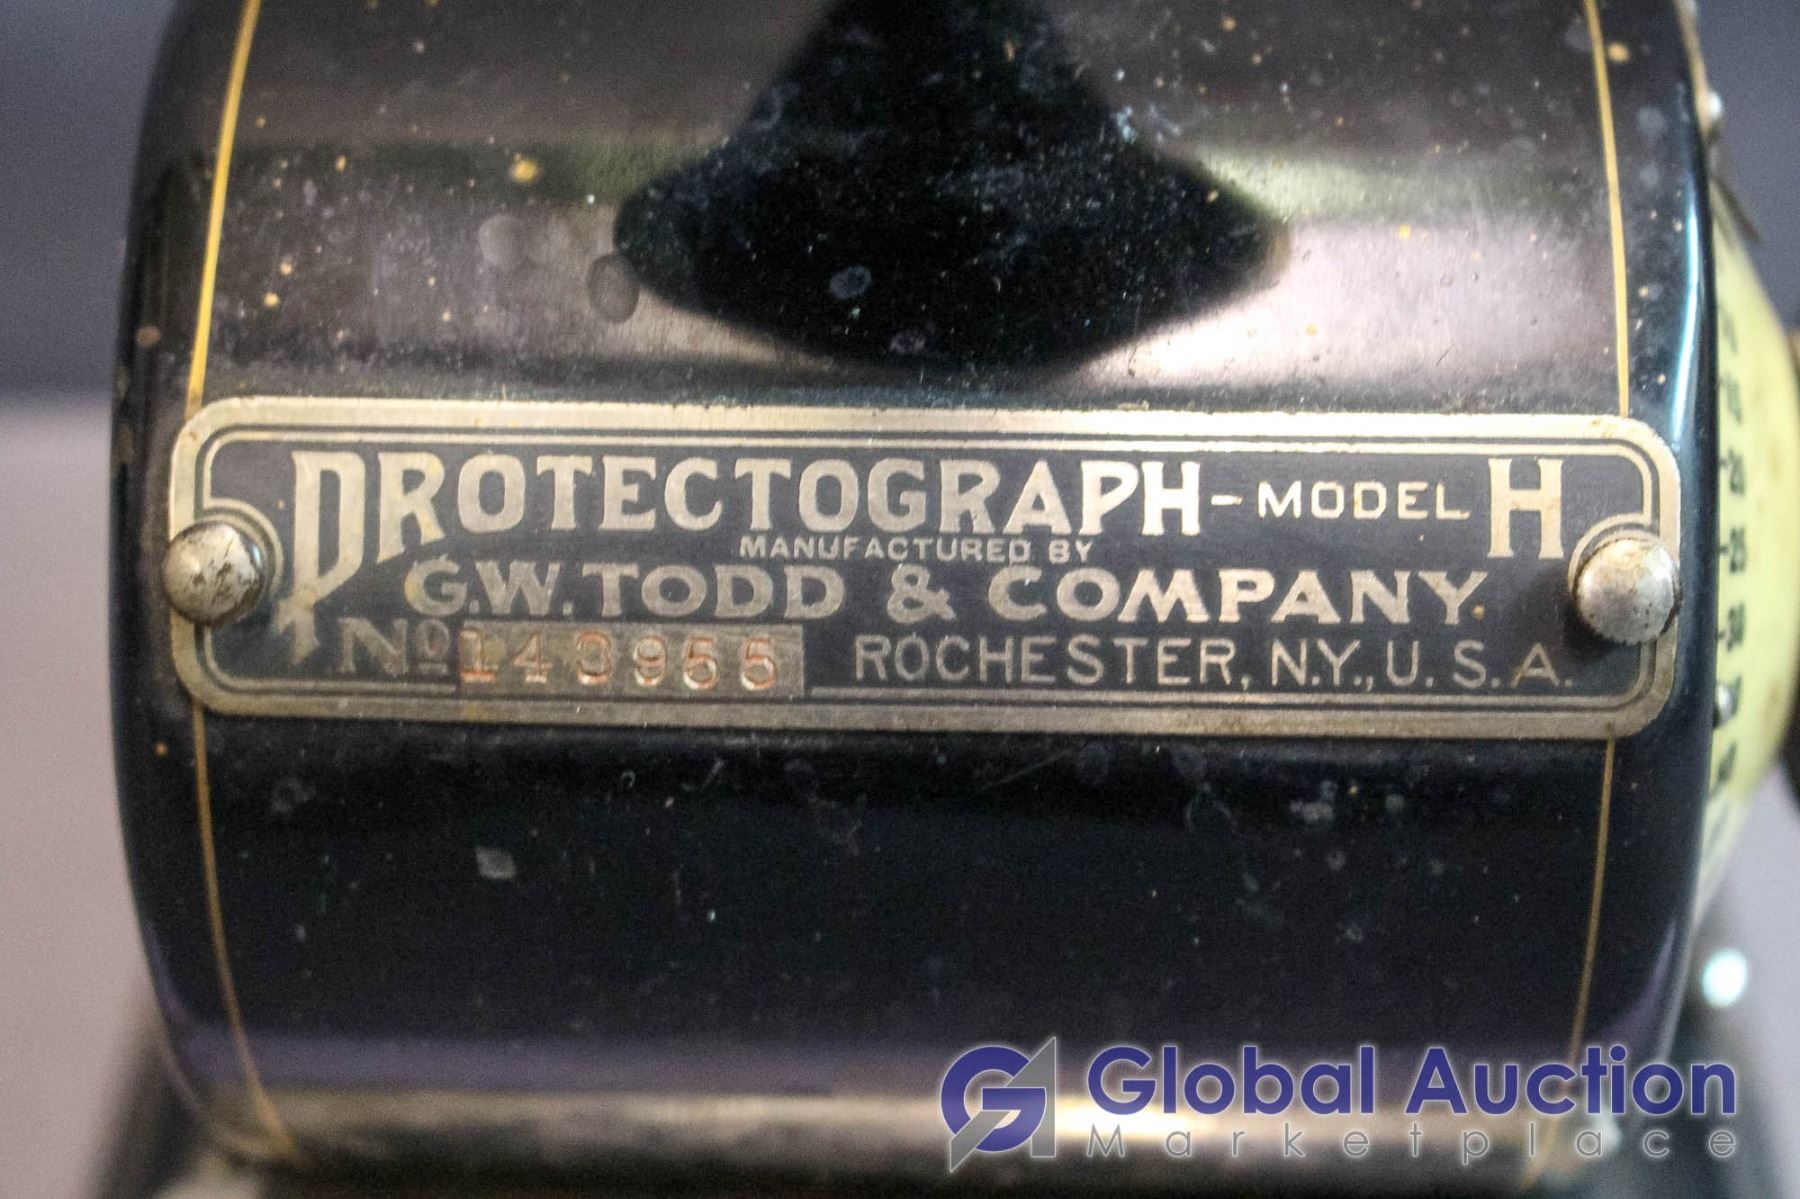 PROTECTOGRAPH - MODEL H
MANUFACTURED BY
G.W. TODD & COMPANY
No 143955 ROCHESTER, N.Y., U.S.A.
Global Auction
Marketplace